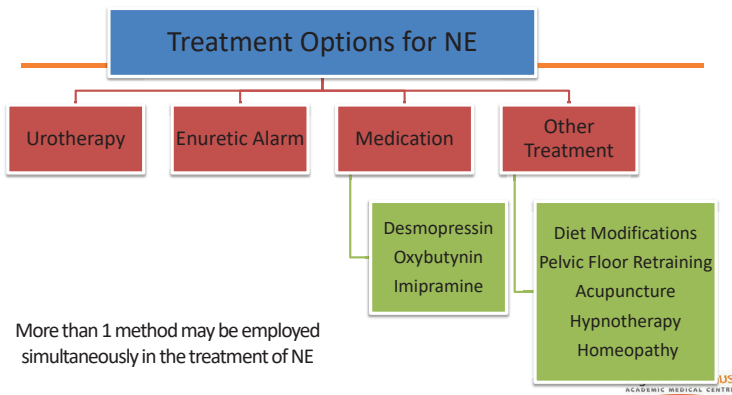 Treatment Options for NE
Urotherapy
Enuretic Alarm
Medication
Other
Treatment
Desmopressin
Oxybutynin
Imipramine
Diet Modifications
Pelvic Floor Retraining
Acupuncture
Hypnotherapy
Homeopathy
More than 1 method may be employed
simultaneously in the treatment of NE
ACADEMIC MEDICAL CENTRE